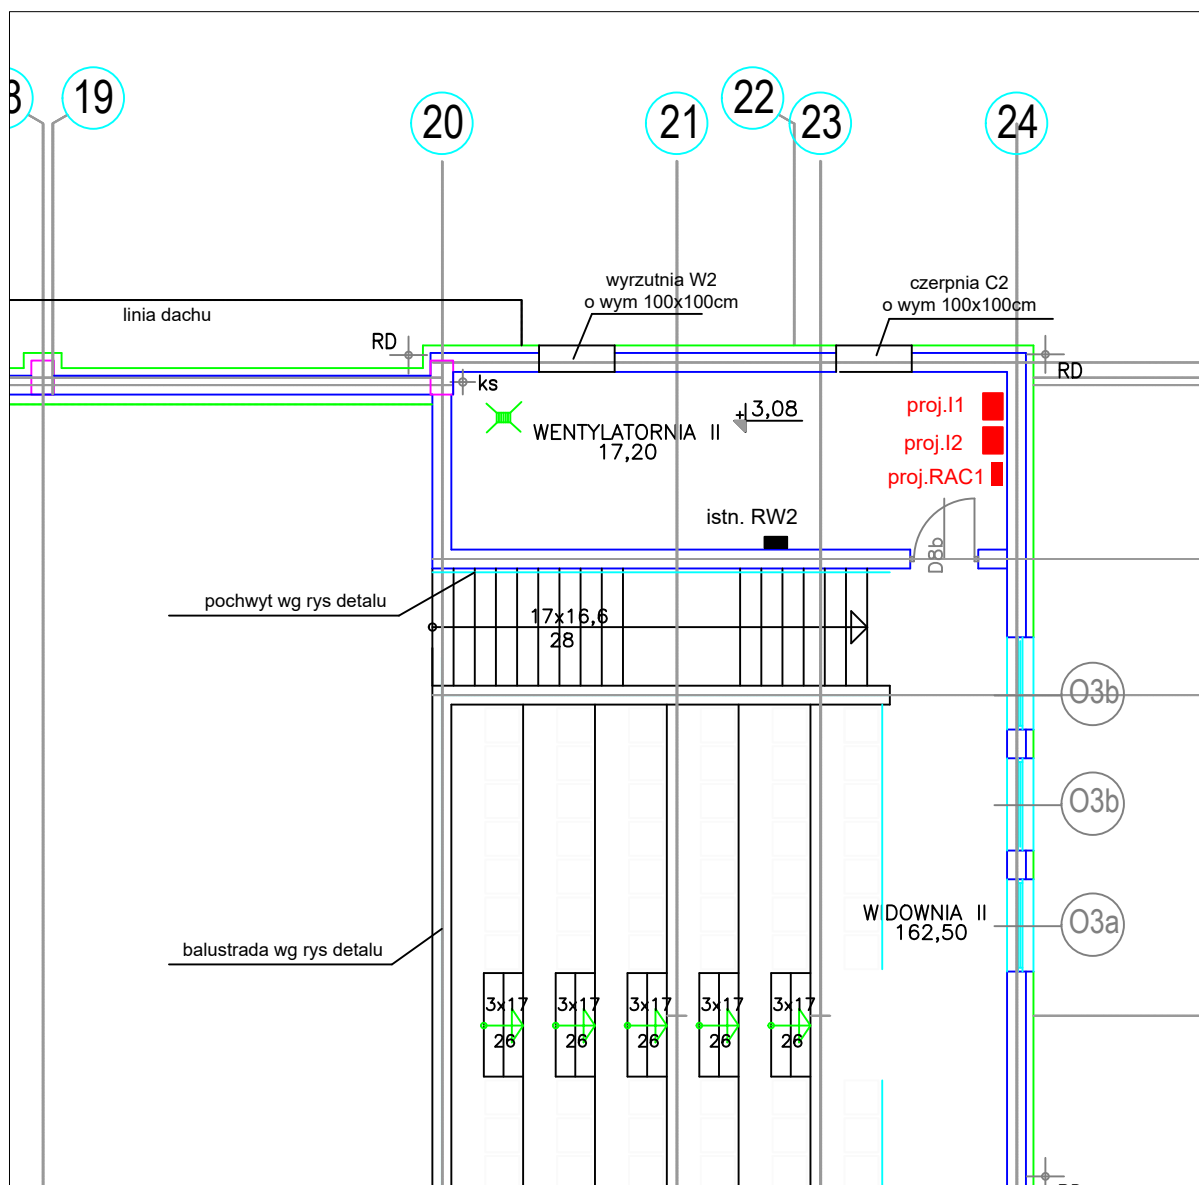 19
20
21
22
23
24
wyrzutnia W2
o wym 100x100cm
czerpnia C2
o wym 100x100cm
linia dachu
RD
RD
ks
WENTYLATORNIA II
17,20
3,08
proj.I1
proj.I2
proj.RAC1
istn. RW2
D8b
pochwyt wg rys detalu
17x16,6
28
O3b
O3b
O3a
WIDOWNIA II
162,50
balustrada wg rys detalu
3x17
26
3x17
26
3x17
26
3x17
26
3x17
26